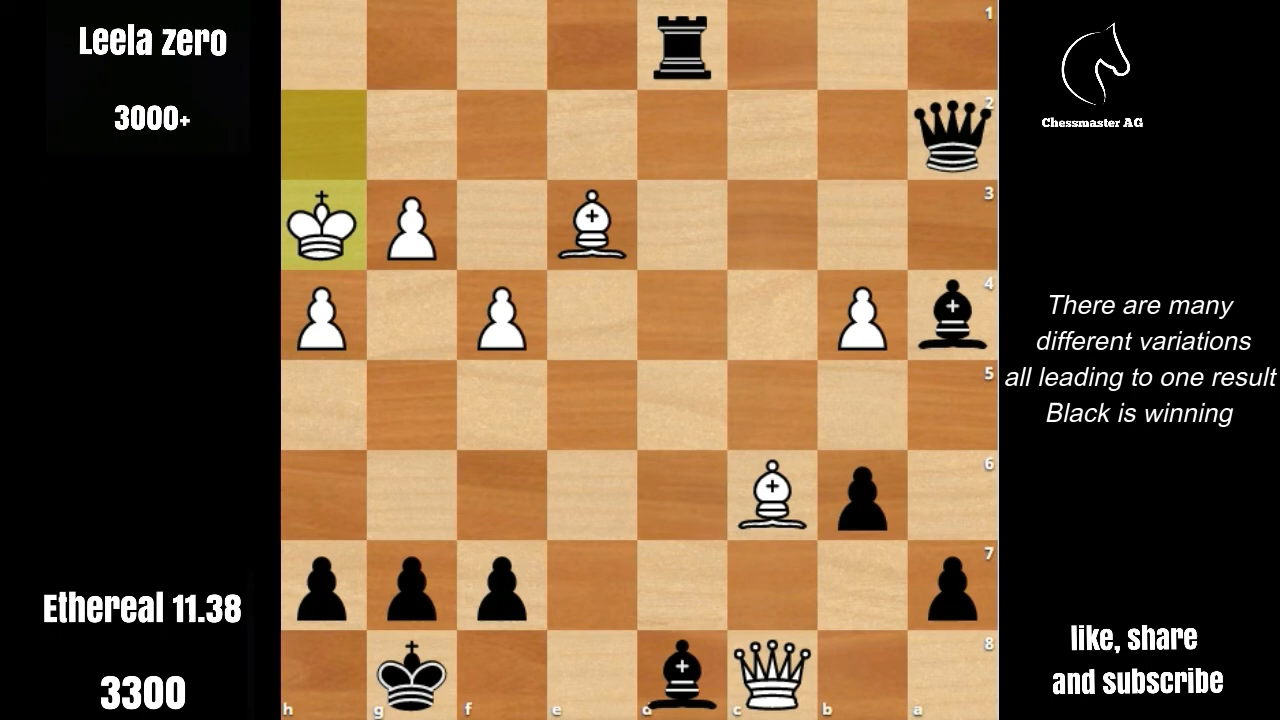 Leela zero
3000+
1
2
3
4
5
6
7
8
h
g
f
e
d
c
b
a
Chessmaster AG
There are many
different variations
all leading to one result
Black is winning
Ethereal 11.38
3300
like, share
and subscribe